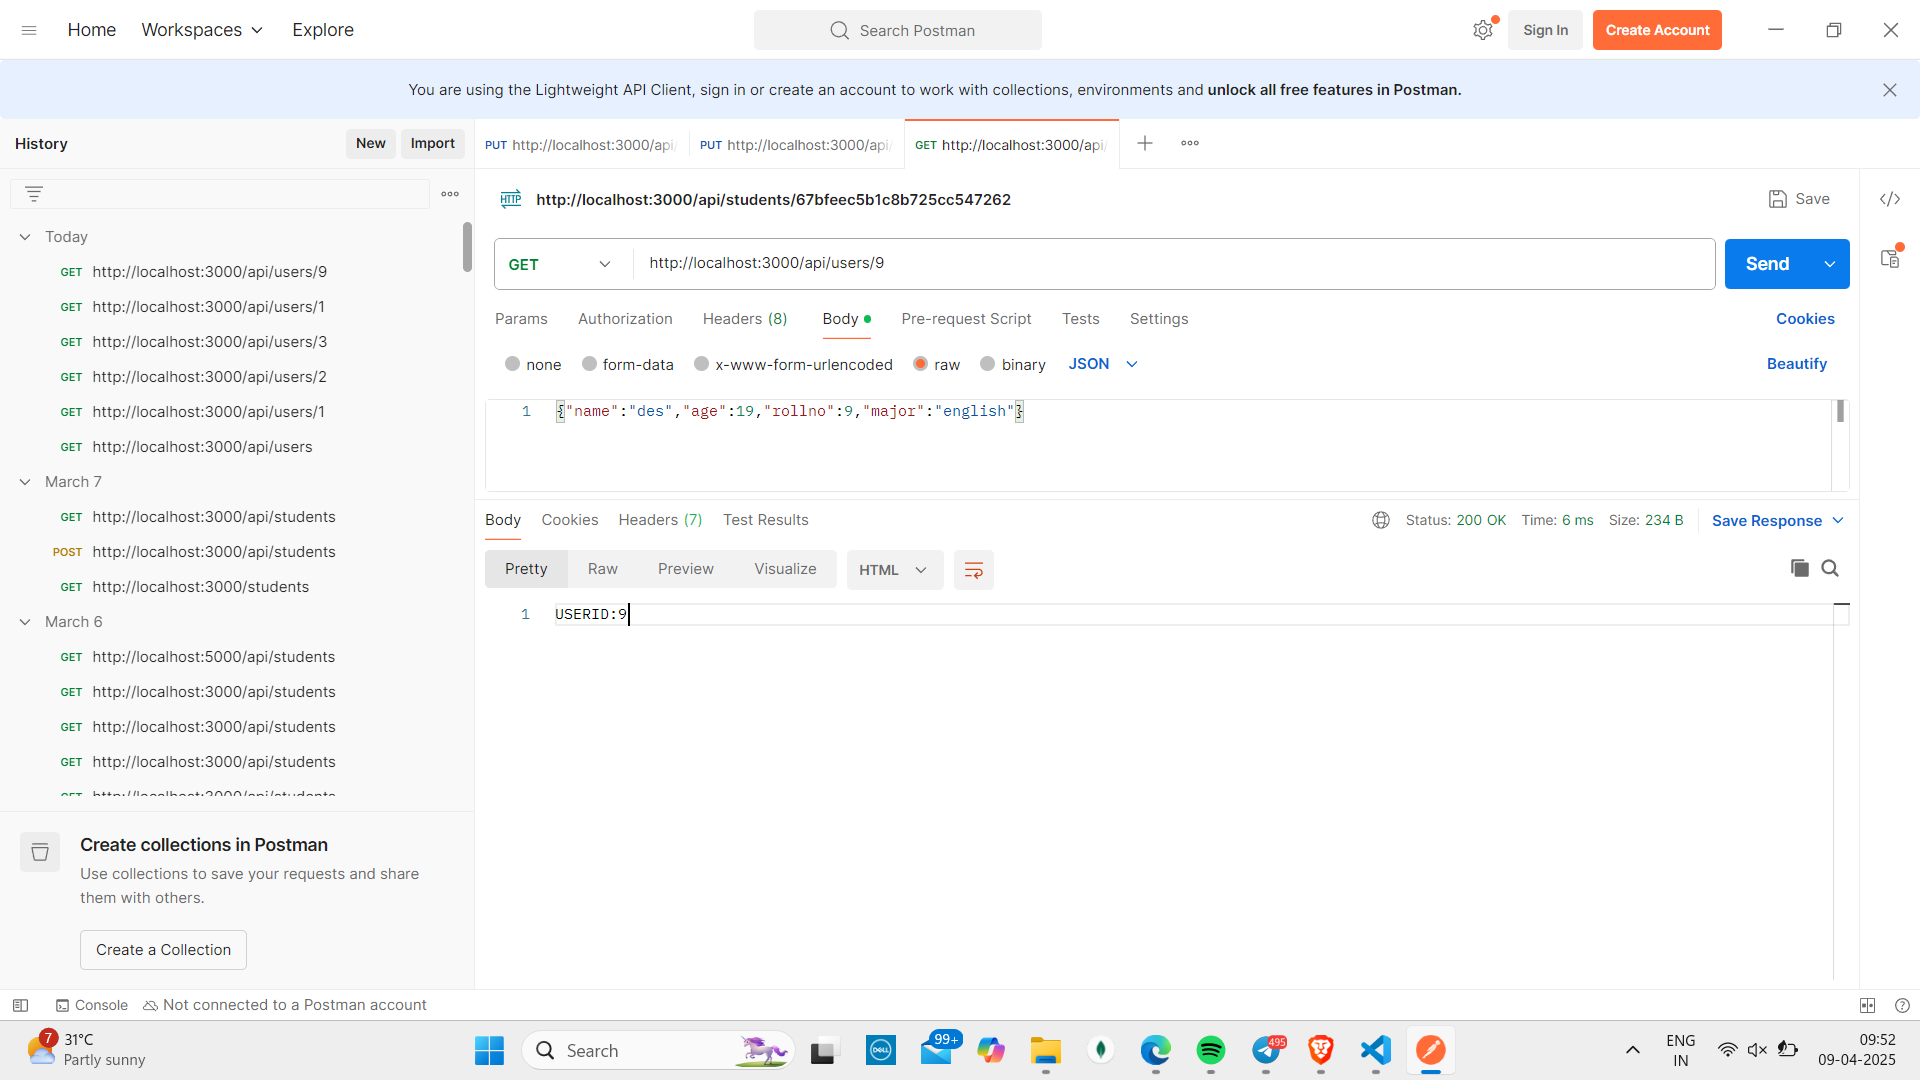 Home Workspaces Explore Search Postman Sign In Create Account
You are using the Lightweight API Client, sign in or create an account to work with collections, environments and unlock all free features in Postman.
History New Import
PUT http://localhost:3000/api/ PUT http://localhost:3000/api/ GET http://localhost:3000/api/
HTTP http://localhost:3000/api/students/67bfeec5b1c8b725cc547262 Save
Today
GET http://localhost:3000/api/users/9
GET http://localhost:3000/api/users/1
GET http://localhost:3000/api/users/3
GET http://localhost:3000/api/users/2
GET http://localhost:3000/api/users/1
GET http://localhost:3000/api/users
March 7
GET http://localhost:3000/api/students
POST http://localhost:3000/api/students
GET http://localhost:3000/students
March 6
GET http://localhost:5000/api/students
GET http://localhost:3000/api/students
GET http://localhost:3000/api/students
GET http://localhost:3000/api/students
GET http://localhost:3000/api/students
Create collections in Postman
Use collections to save your requests and share
them with others.
Create a Collection
GET http://localhost:3000/api/users/9 Send
Params Authorization Headers (8) Body Pre-request Script Tests Settings Cookies
none form-data x-www-form-urlencoded raw binary JSON Beautify
1 {"name":"des","age":19,"rollno":9,"major":"english"}
Body Cookies Headers (7) Test Results Status: 200 OK Time: 6 ms Size: 234 B Save Response
Pretty Raw Preview Visualize HTML
1 USERID:9
Console Not connected to a Postman account
7 31°C
Partly sunny
Search
DELL
99+
495
ENG
IN
09:52
09-04-2025